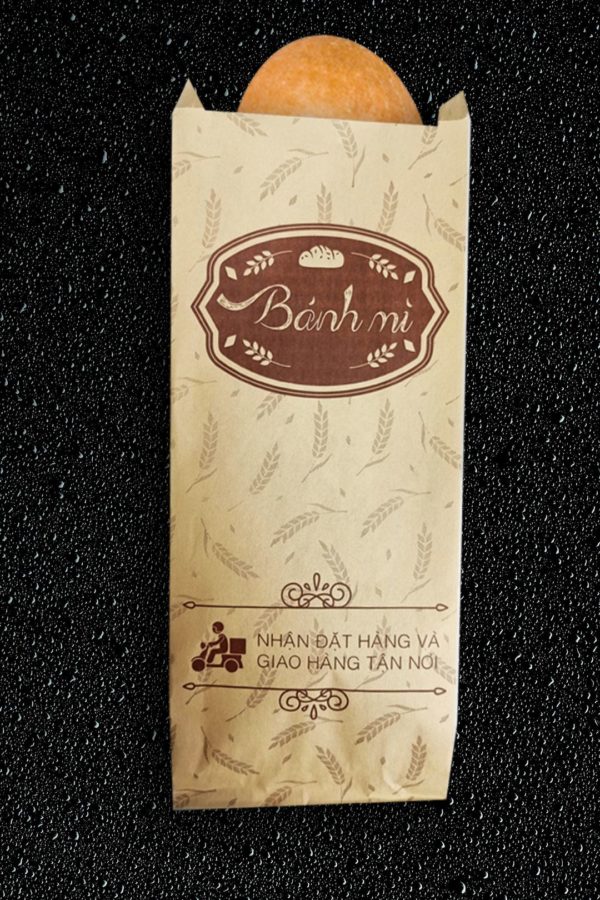 Bánh mì
NHẬN ĐẶT HÀNG VÀ
GIAO HÀNG TẬN NƠI